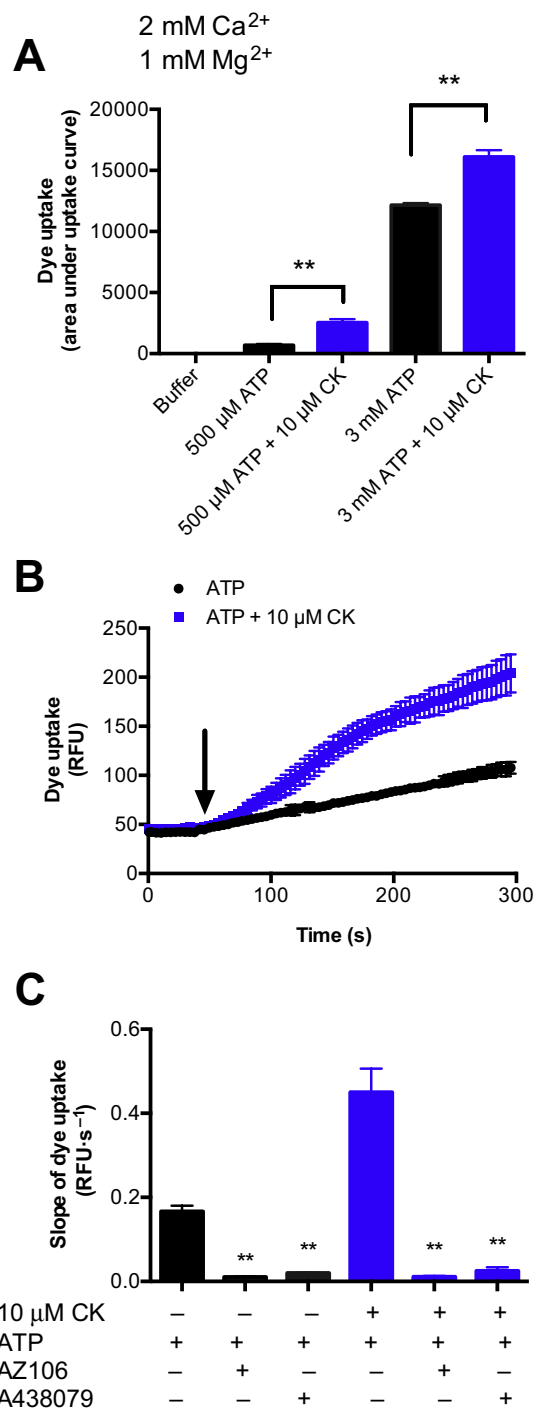 2 mM Ca²⁺
A
1 mM Mg²⁺
**
20000
15000
10000
5000
0
Dye uptake
(area under uptake curve)
**
Buffer
500 µM ATP
500 µM ATP + 10 µM CK
3 mM ATP
3 mM ATP + 10 µM CK
B
ATP
ATP + 10 µM CK
250
200
150
100
50
0
Dye uptake
(RFU)
0 100 200 300
Time (s)
C
0.6
0.4
0.2
0.0
Slope of dye uptake
(RFU·s⁻¹)
** ** ** **
10 µM CK – – – + + +
ATP + + + + + +
AZ106 – + – – + –
A438079 – – + – – +